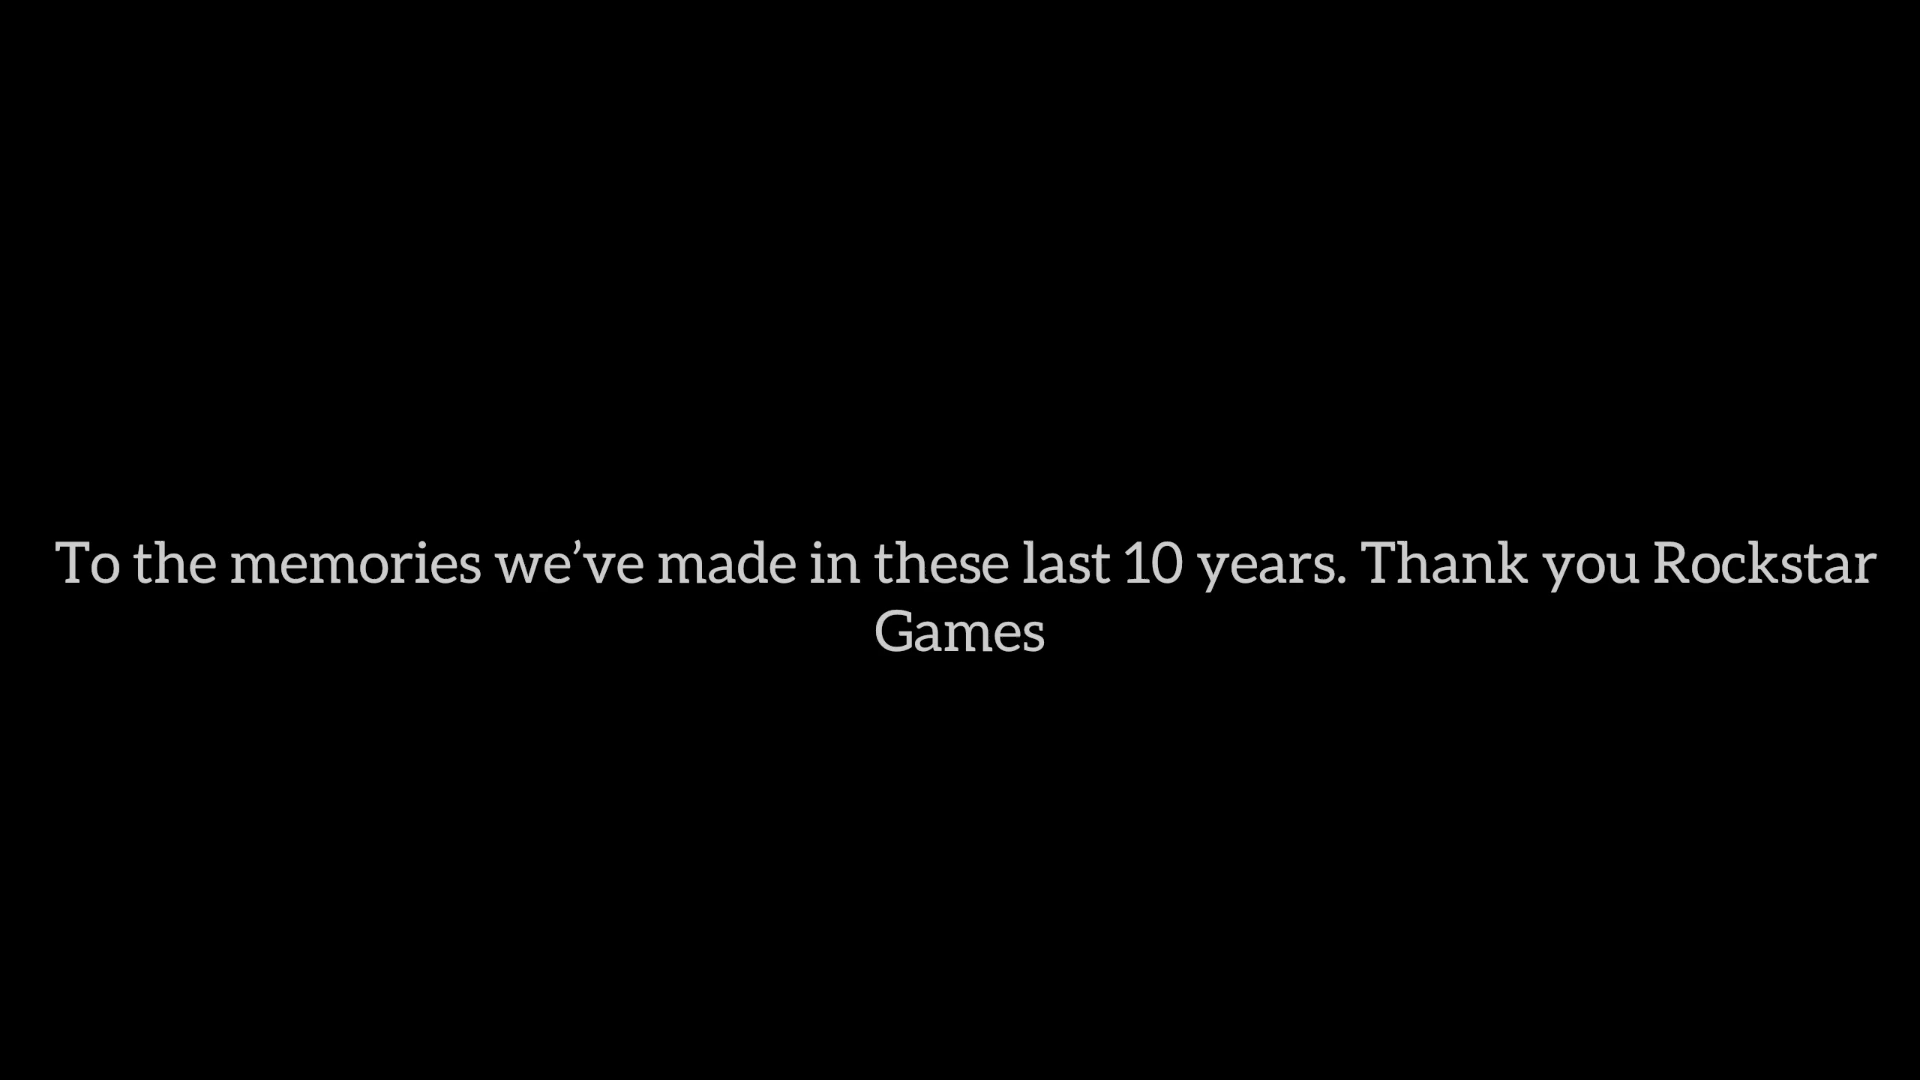 To the memories we’ve made in these last 10 years. Thank you Rockstar
Games